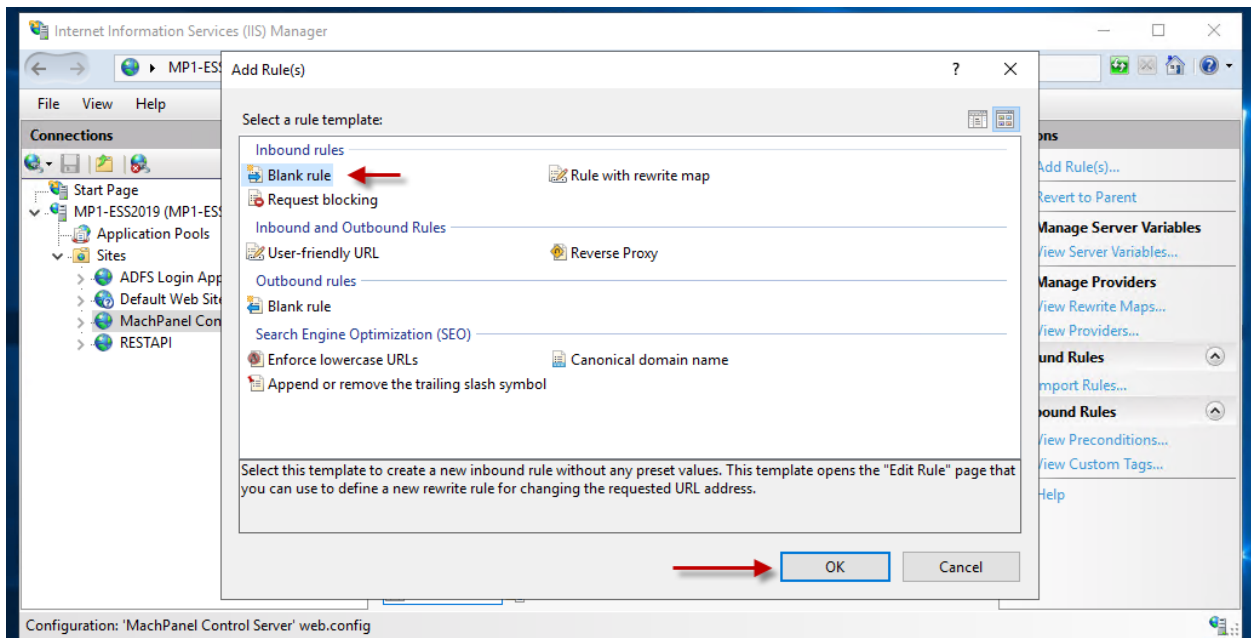 Internet Information Services (IIS) Manager
MP1-ESS
File View Help
Connections
Start Page
MP1-ESS2019 (MP1-ESS
Application Pools
Sites
ADFS Login App
Default Web Site
MachPanel Con
RESTAPI
Add Rule(s)
?
Select a rule template:
Inbound rules
Blank rule
Rule with rewrite map
Request blocking
Inbound and Outbound Rules
User-friendly URL
Reverse Proxy
Outbound rules
Blank rule
Search Engine Optimization (SEO)
Enforce lowercase URLs
Canonical domain name
Append or remove the trailing slash symbol
Select this template to create a new inbound rule without any preset values. This template opens the "Edit Rule" page that
you can use to define a new rewrite rule for changing the requested URL address.
OK
Cancel
ons
Add Rule(s)...
Revert to Parent
Manage Server Variables
View Server Variables...
Manage Providers
View Rewrite Maps...
View Providers...
und Rules
mport Rules...
bound Rules
View Preconditions...
View Custom Tags...
Help
Configuration: 'MachPanel Control Server' web.config